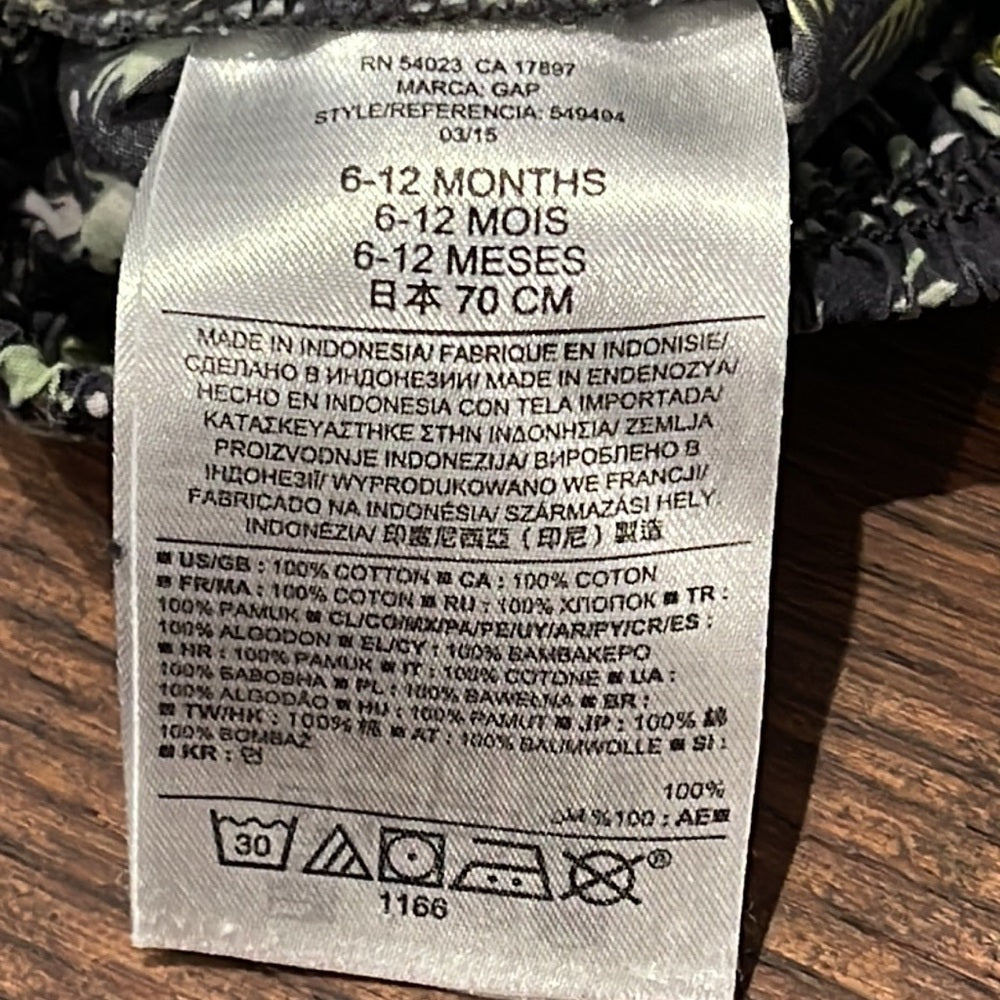 RN 54023 CA 17897
MARCA: GAP
STYLE/REFERENCIA: 549404
03/15
6-12 MONTHS
6-12 MOIS
6-12 MESES
日本 70 CM
MADE IN INDONESIA/ FABRIQUE EN INDONISIE/
СДЕЛАНО В ИНДОНЕЗИИ/ MADE IN ENDENOZYA/
HECHO EN INDONESIA CON TELA IMPORTADA/
ΚΑΤΑΣΚΕΥΑΣΤΗΚΕ ΣΤΗΝ ΙΝΔΟΝΗΣΙΑ/ ZEMLJA
PROIZVODNJE INDONEZIJA/ ВИРОБЛЕНО В
ІНДОНЕЗІЇ/ WYPRODUKOWANO WE FRANCJI/
FABRICADO NA INDONÉSIA/ SZÁRMAZÁSI HELY.
INDONÉZIA/ 印度尼西亞 ( 印尼 ) 製造
■ US/GB : 100% COTTON ■ CA : 100% COTON
■ FR/MA : 100% COTON ■ RU : 100% ХЛОПОК ■ TR :
100% PAMUK ■ CL/CO/MX/PA/PE/UY/AR/PY/CR/ES :
100% ALGODON ■ EL/CY : 100% ΒΑΜΒΑΚΕΡΟ
■ HR : 100% PAMUK ■ IT : 100% COTONE ■ UA :
100% БАВОВНА ■ PL : 100% BAWEŁNA ■ BR :
100% ALGODÃO ■ HU : 100% PAMUT ■ JP : 100% 綿
■ TW/HK : 100% 棉 ■ AT : 100% BAUMWOLLE ■ SI :
100% BOMBAŽ
■ KR : 면
100%
%100 : AE■
30
®
1166